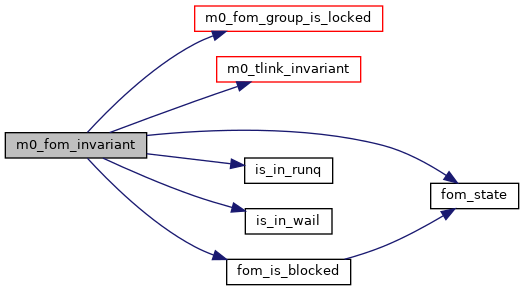 m0_fom_group_is_locked
m0_tlink_invariant
m0_fom_invariant
is_in_runq
fom_state
is_in_wail
fom_is_blocked